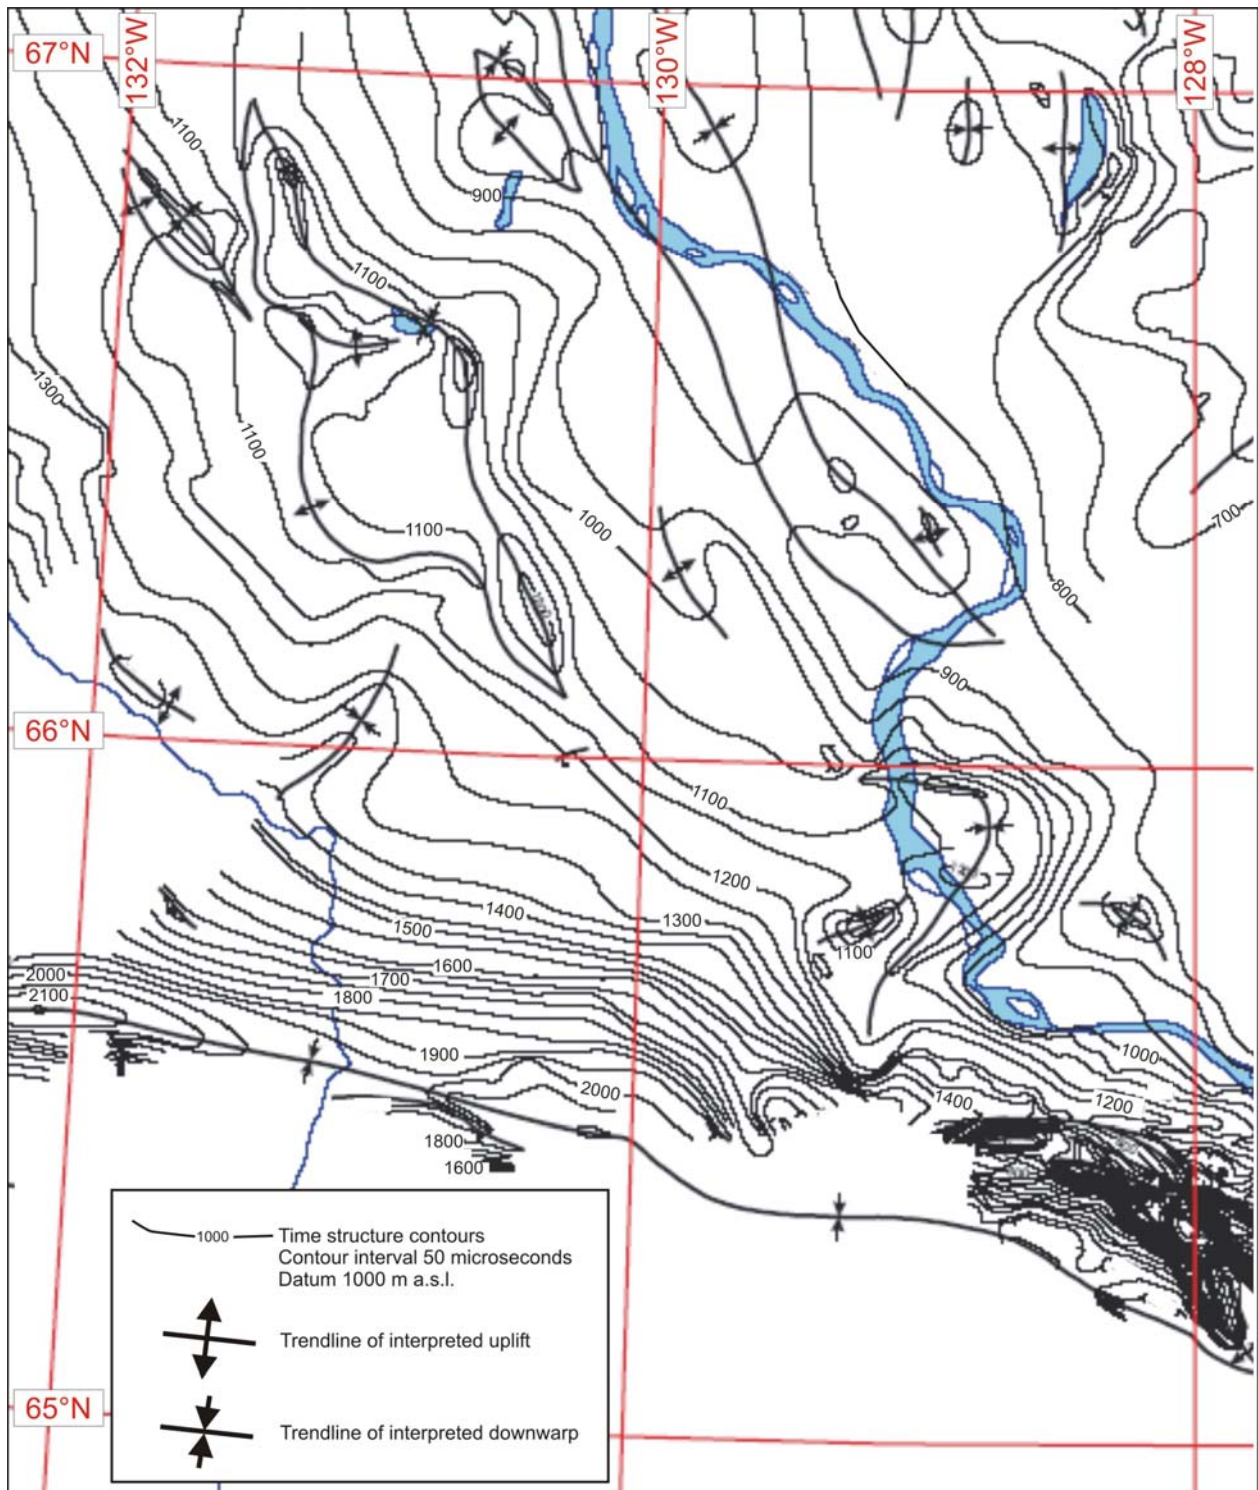 67°N
132°W
130°W
128°W
1100
900
1100
1300
1100
1100
1000
700
800
66°N
900
1100
1200
1400
1300
1500
1100
1600
2000
1700
2100
1800
1900
1000
2000
1400
1200
1800
1600
1000
Time structure contours
Contour interval 50 microseconds
Datum 1000 m a.s.l.
Trendline of interpreted uplift
Trendline of interpreted downwarp
65°N